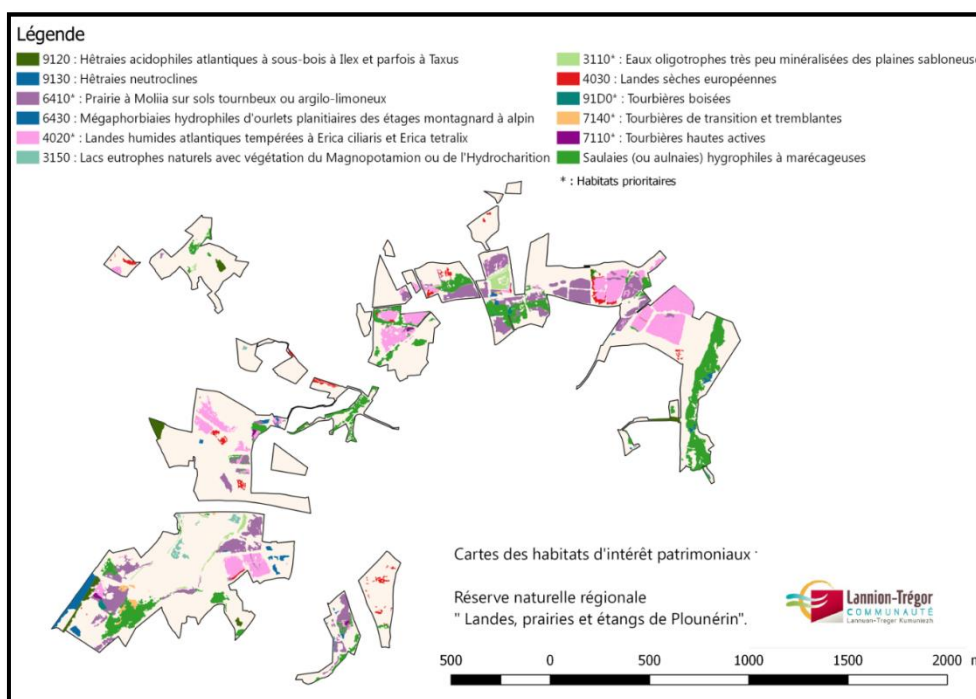 Légende
9120 : Hêtraies acidophiles atlantiques à sous-bois à Ilex et parfois à Taxus
9130 : Hêtraies neutroclines
6410* : Prairie à Moliia sur sols tournbeux ou argilo-limoneux
6430 : Mégaphorbiaies hydrophiles d'ourlets planitiaires des étages montagnard à alpin
4020* : Landes humides atlantiques tempérées à Erica ciliaris et Erica tetralix
3150 : Lacs eutrophes naturels avec végétation du Magnopotamion ou de l'Hydrocharition
3110* : Eaux oligotrophes très peu minéralisées des plaines sabloneuse
4030 : Landes sèches européennes
91D0* : Tourbières boisées
7140* : Tourbières de transition et tremblantes
7110* : Tourbières hautes actives
Saulaies (ou aulnaies) hygrophiles à marécageuses
* : Habitats prioritaires
Cartes des habitats d'intérêt patrimoniaux
Réserve naturelle régionale
" Landes, prairies et étangs de Plounérin".
Lannion-Trégor
COMMUNAUTÉ
Lannuon-Treger Kumuniezh
500 0 500 1000 1500 2000 m